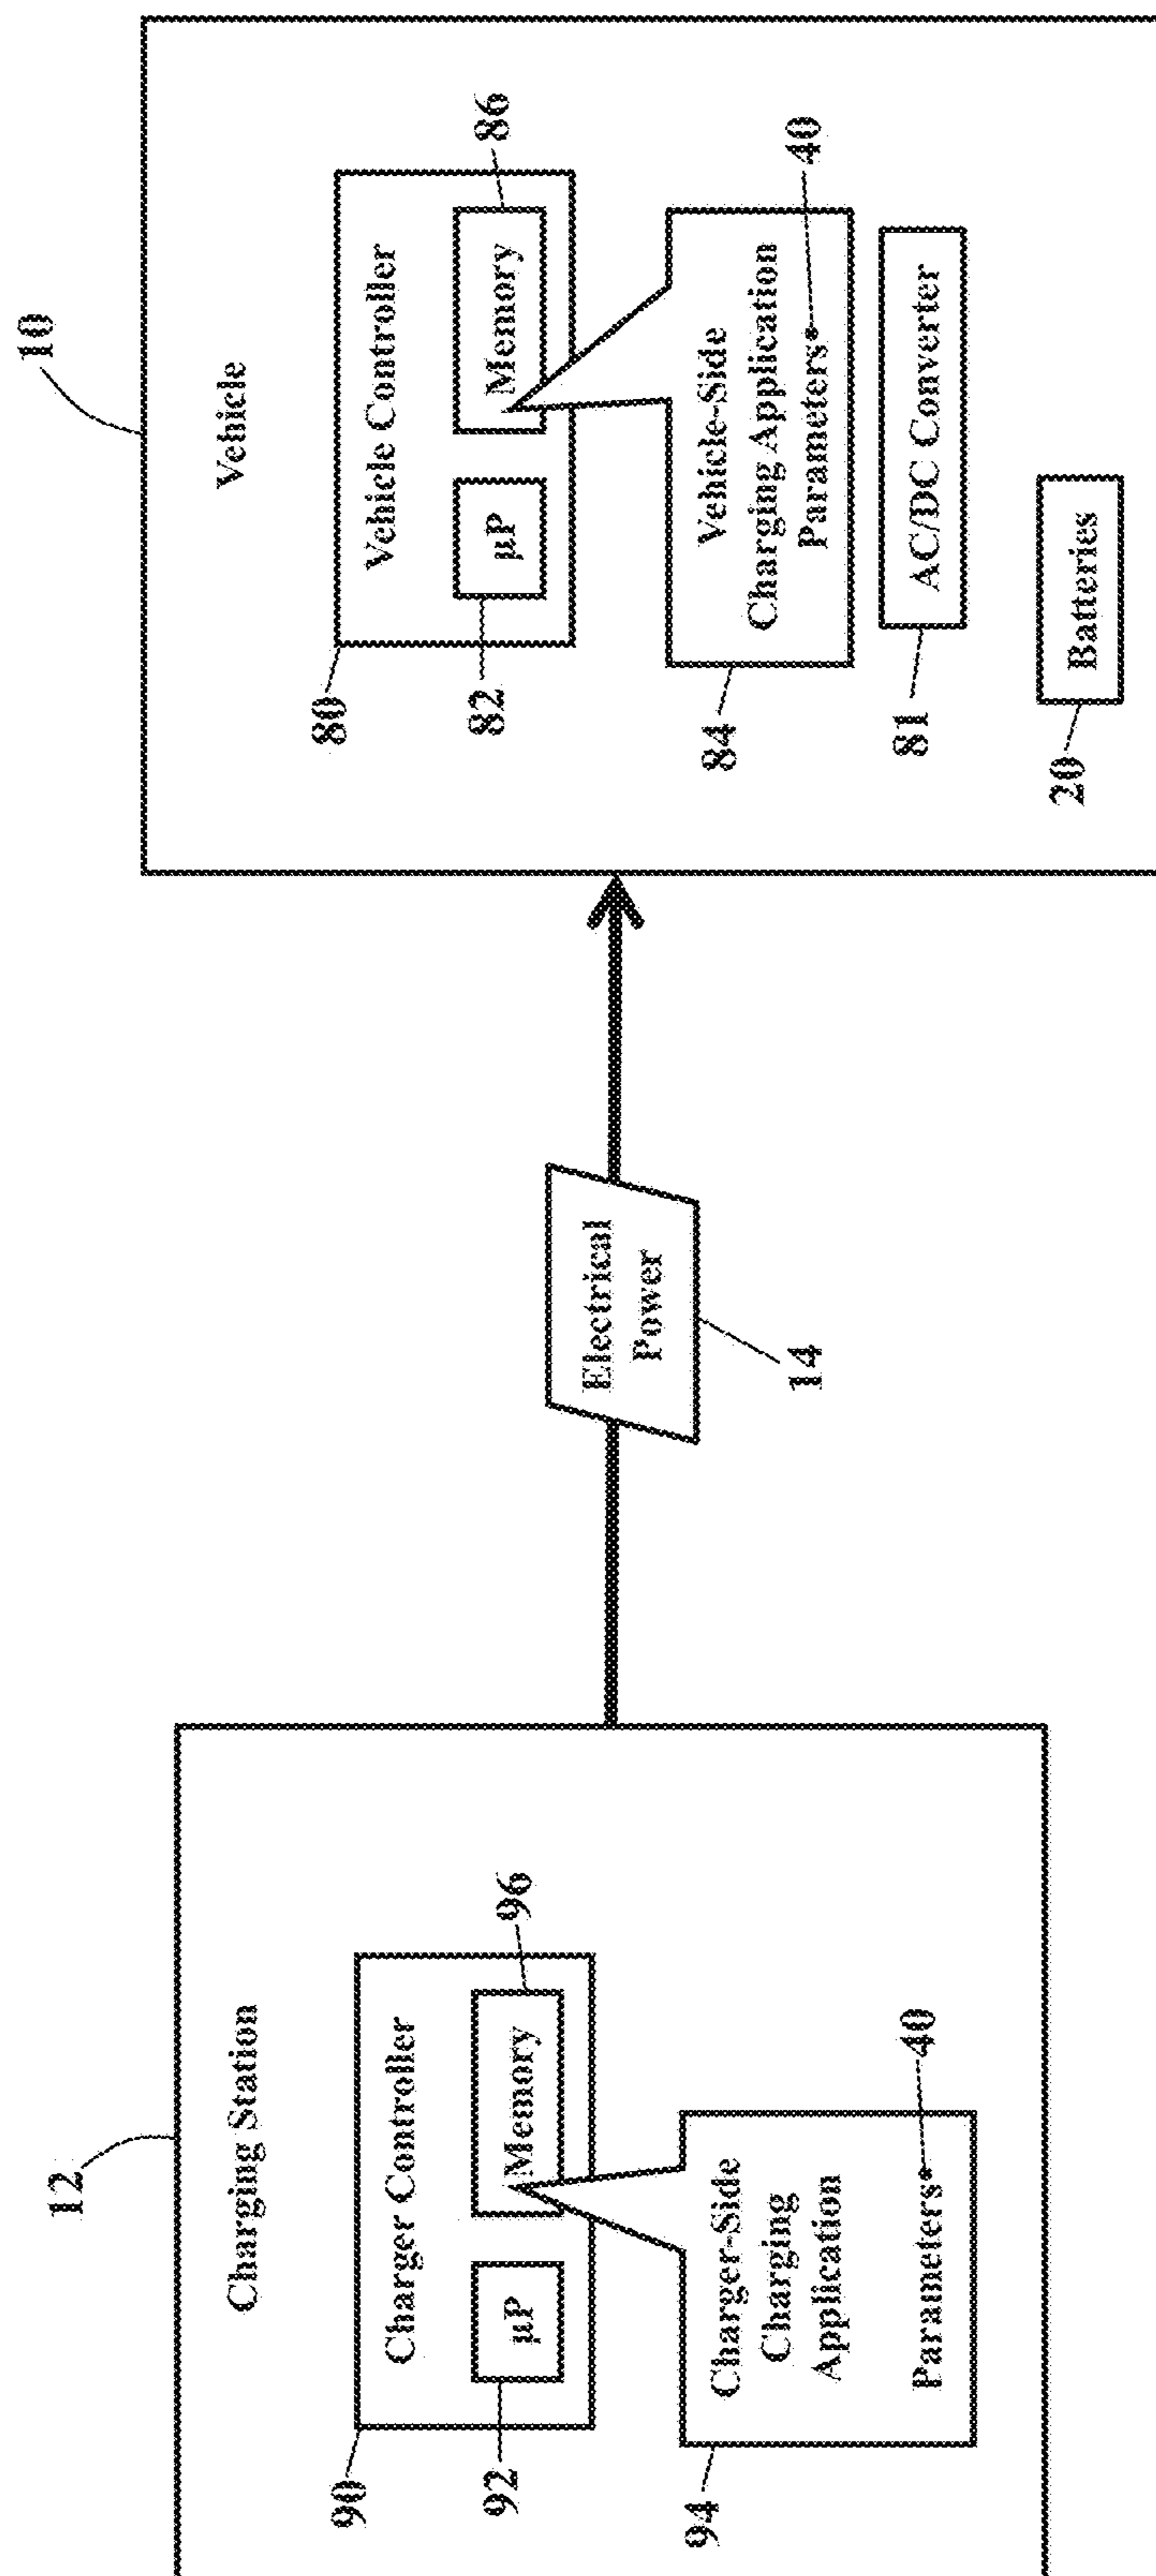 12
Charging Station
90
Charger Controller
92
µP
Memory
96
94
Charger-Side
Charging
Application
Parameters*
40
Electrical
Power
14
10
Vehicle
80
Vehicle Controller
82
µP
Memory
86
84
Vehicle-Side
Charging Application
Parameters*
40
81
AC/DC Converter
20
Batteries